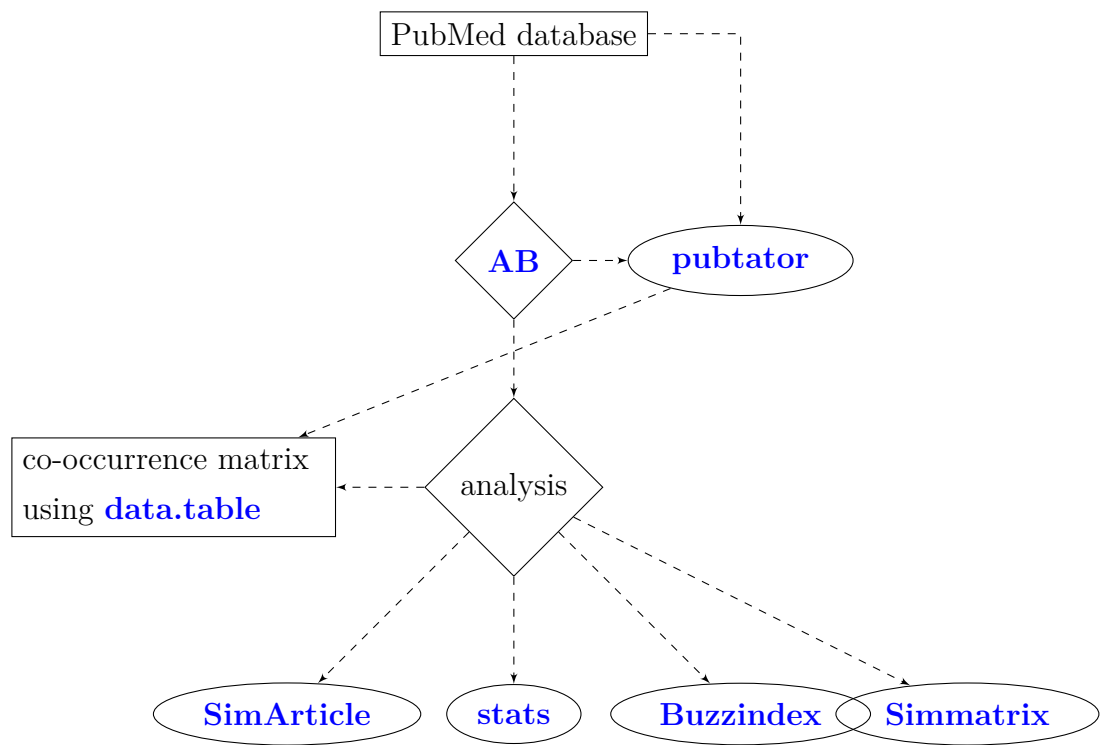 PubMed database
AB
pubtator
co-occurrence matrix
using data.table
analysis
SimArticle
stats
Buzzindex
Simmatrix